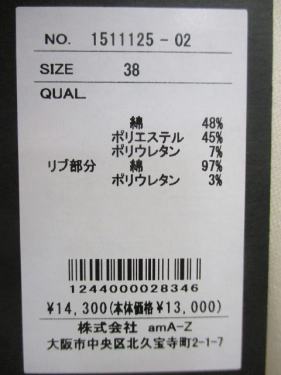 NO. 1511125-02
SIZE 38
QUAL
綿 48%
ポリエステル 45%
ポリウレタン 7%
リブ部分 綿 97%
ポリウレタン 3%
1244000028346
¥14,300(本体価格¥13,000)
株式会社 amA-Z
大阪市中央区北久宝寺町2-1-7